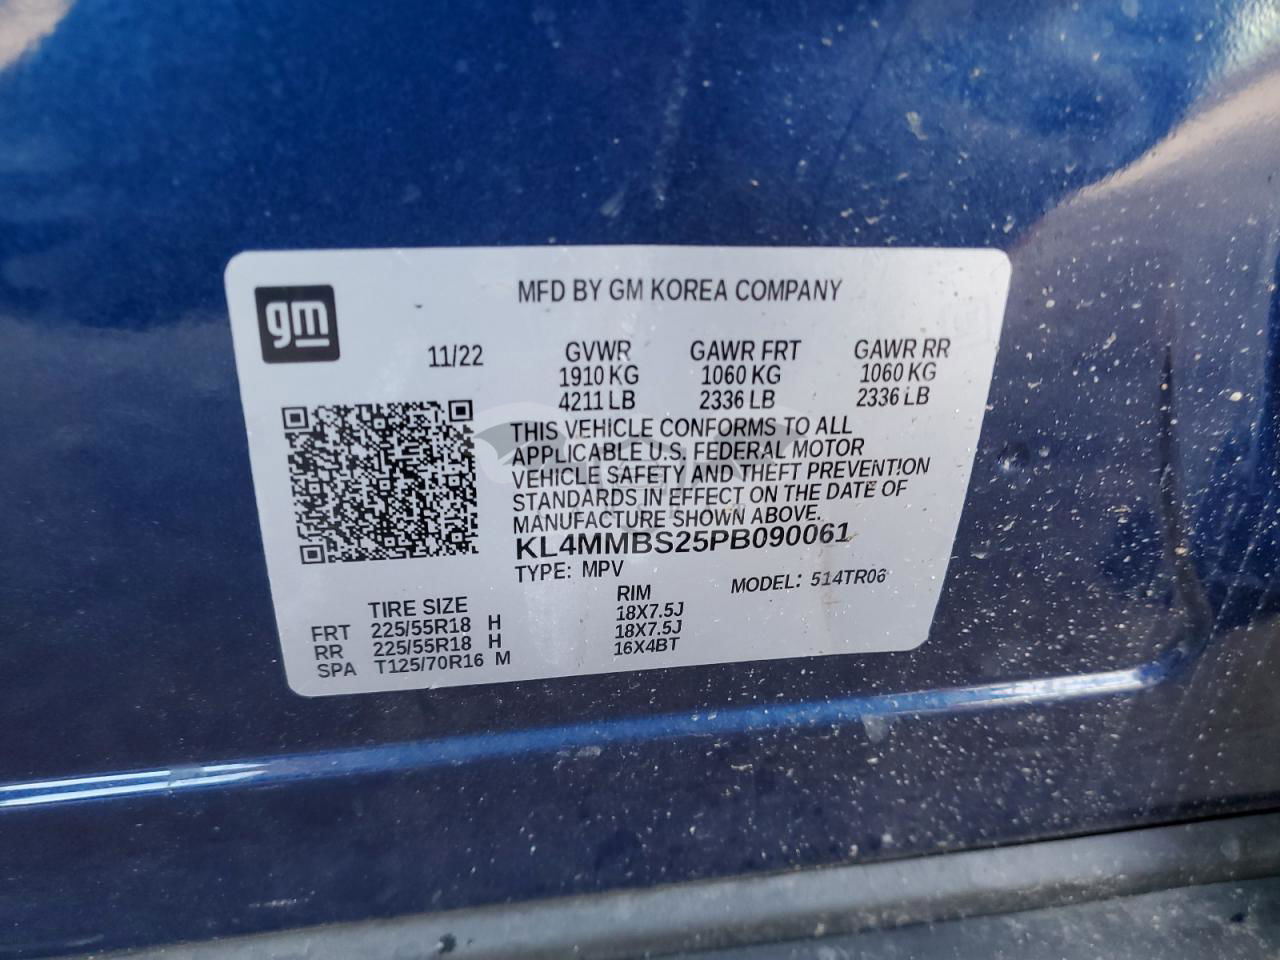 gm
MFD BY GM KOREA COMPANY
11/22 GVWR GAWR FRT GAWR RR
1910 KG 1060 KG 1060 KG
4211 LB 2336 LB 2336 LB
THIS VEHICLE CONFORMS TO ALL
APPLICABLE U.S. FEDERAL MOTOR
VEHICLE SAFETY AND THEFT PREVENTION
STANDARDS IN EFFECT ON THE DATE OF
MANUFACTURE SHOWN ABOVE.
KL4MMBS25PB090061
TYPE: MPV MODEL: 514TR06
TIRE SIZE RIM
FRT 225/55R18 H 18X7.5J
RR 225/55R18 H 18X7.5J
SPA T125/70R16 M 16X4BT